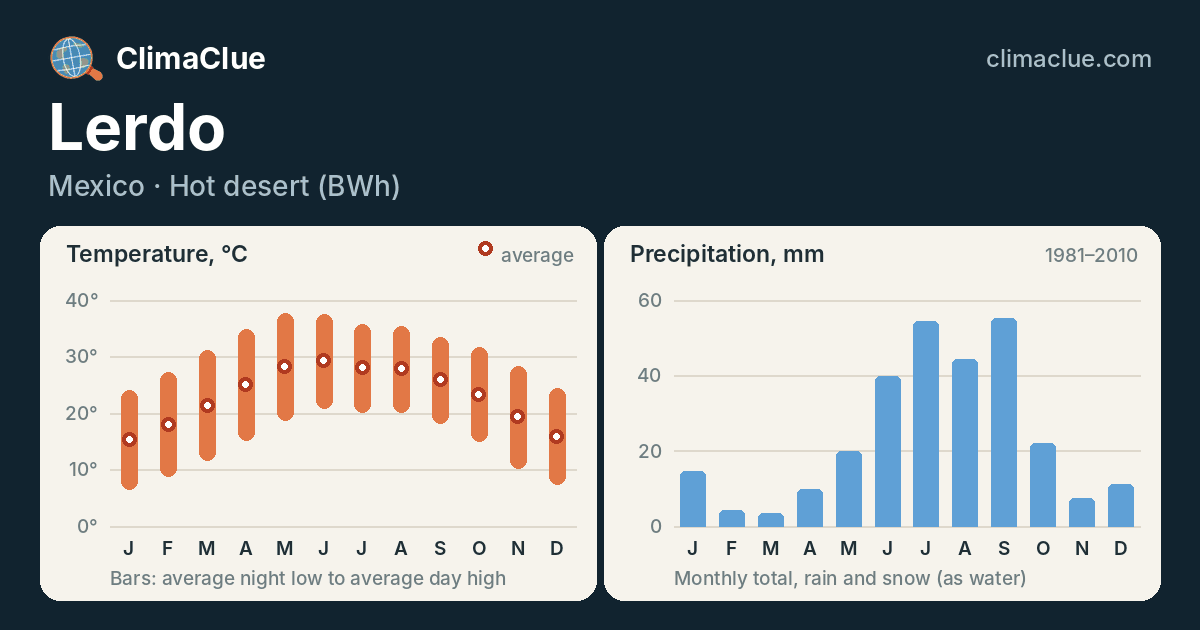 ClimaClue
climaclue.com
Lerdo
Mexico · Hot desert (BWh)
Temperature, °C
average
40°
30°
20°
10°
0°
J F M A M J J A S O N D
Bars: average night low to average day high
Precipitation, mm
1981–2010
60
40
20
0
J F M A M J J A S O N D
Monthly total, rain and snow (as water)